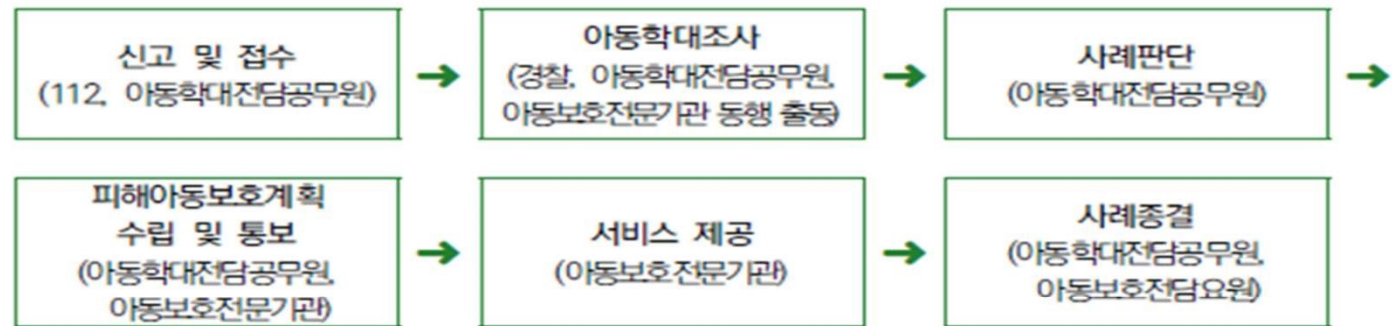 신고 및 접수
(112, 아동학대전담공무원)
아동학대조사
(경찰, 아동학대전담공무원,
아동보호전문기관 동행 출동)
사례판단
(아동학대전담공무원)
피해아동보호계획
수립 및 통보
(아동학대전담공무원,
아동보호전문기관)
서비스 제공
(아동보호전문기관)
사례종결
(아동학대전담공무원,
아동보호전담요원)